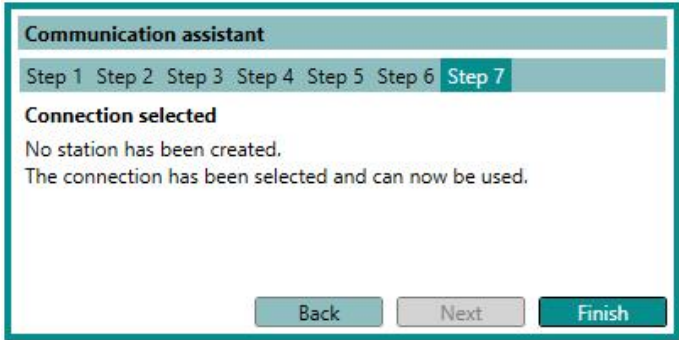 Communication assistant
Step 1 Step 2 Step 3 Step 4 Step 5 Step 6 Step 7
Connection selected
No station has been created.
The connection has been selected and can now be used.
Back Next Finish